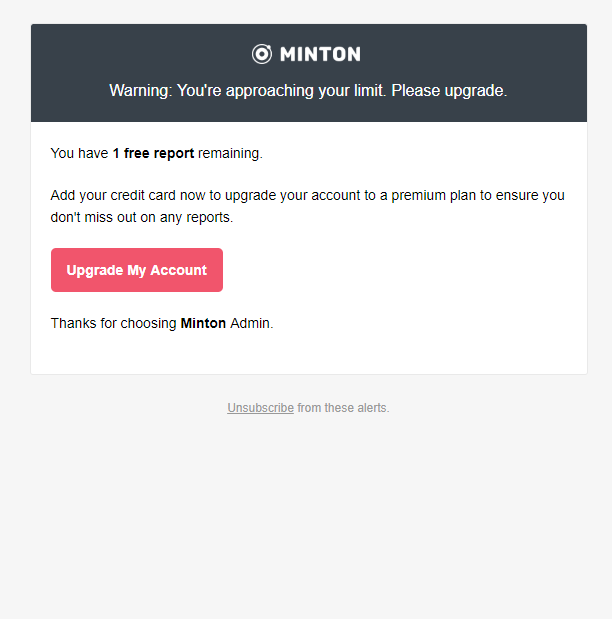 MINTON
Warning: You're approaching your limit. Please upgrade.
You have 1 free report remaining.
Add your credit card now to upgrade your account to a premium plan to ensure you
don't miss out on any reports.
Upgrade My Account
Thanks for choosing Minton Admin.
Unsubscribe from these alerts.